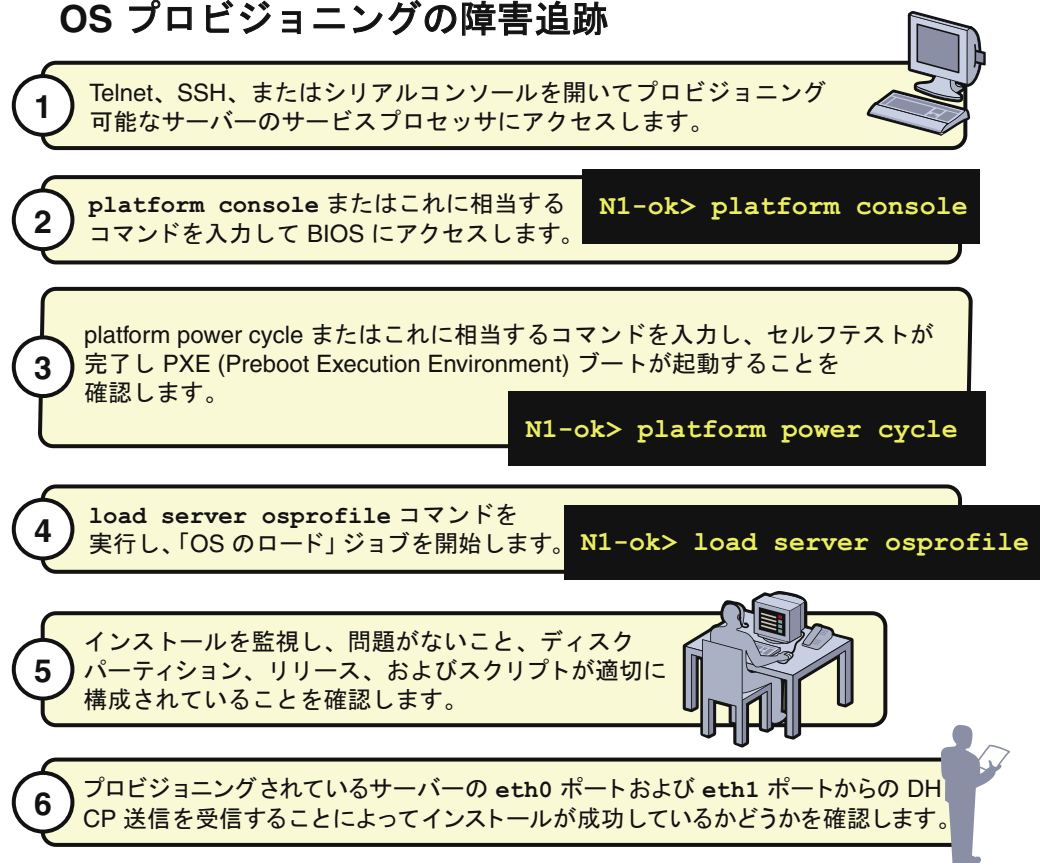 OS プロビジョニングの障害追跡
1
Telnet、SSH、またはシリアルコンソールを開いてプロビジョニング
可能なサーバーのサービスプロセッサにアクセスします。
2
platform console またはこれに相当する
コマンドを入力して BIOS にアクセスします。
N1-ok> platform console
3
platform power cycle またはこれに相当するコマンドを入力し、セルフテストが
完了し PXE (Preboot Execution Environment) ブートが起動することを
確認します。
N1-ok> platform power cycle
4
load server osprofile コマンドを
実行し、「OS のロード」ジョブを開始します。
N1-ok> load server osprofile
5
インストールを監視し、問題がないこと、ディスク
パーティション、リリース、およびスクリプトが適切に
構成されていることを確認します。
6
プロビジョニングされているサーバーの eth0 ポートおよび eth1 ポートからの DH
CP 送信を受信することによってインストールが成功しているかどうかを確認します。